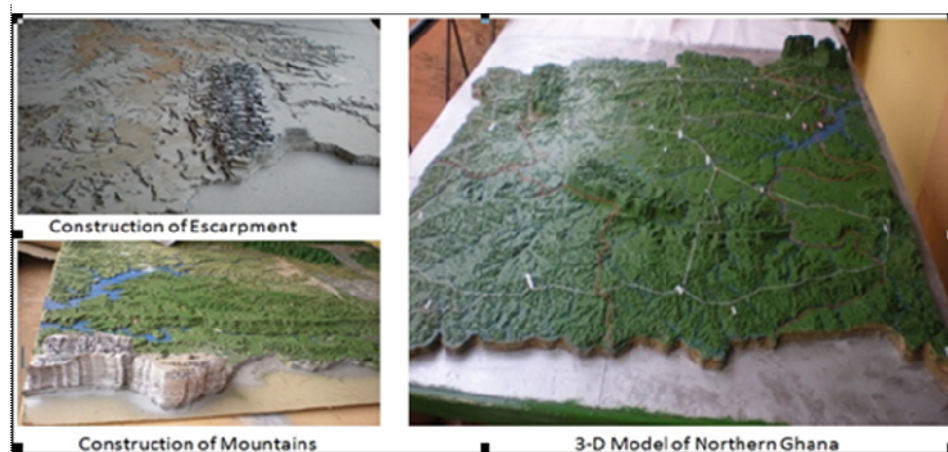 Construction of Escarpment
Construction of Mountains
3-D Model of Northern Ghana